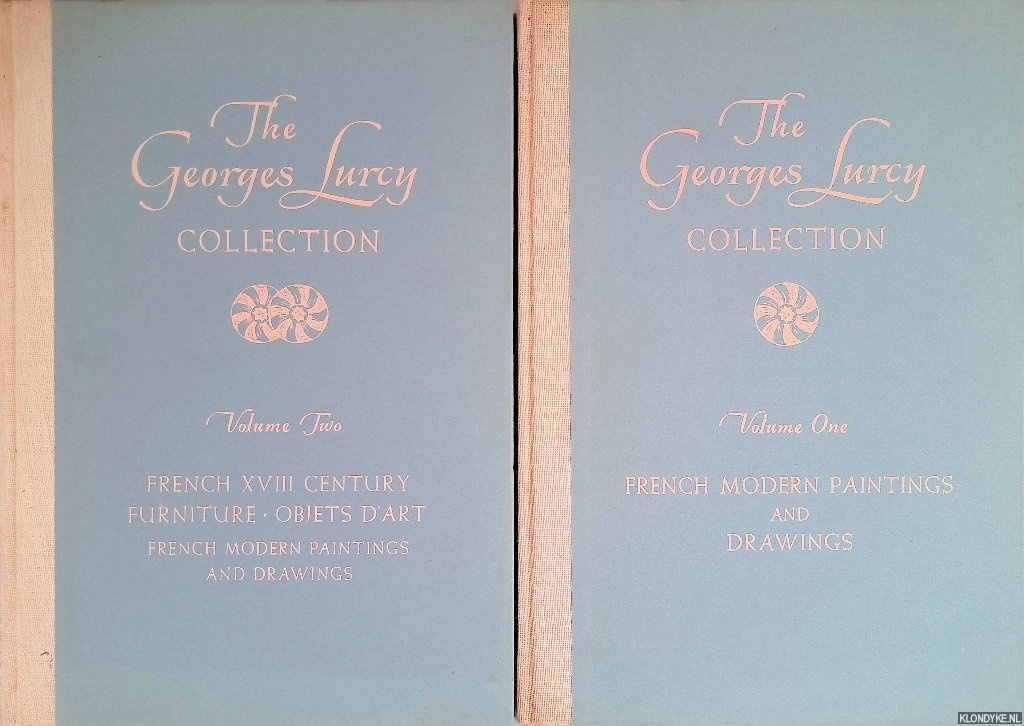 The
Georges Lurcy
COLLECTION
Volume Two
FRENCH XVIII CENTURY
FURNITURE · OBJETS D'ART
FRENCH MODERN PAINTINGS
AND DRAWINGS
The
Georges Lurcy
COLLECTION
Volume One
FRENCH MODERN PAINTINGS
AND
DRAWINGS
KLONDYKE.NL